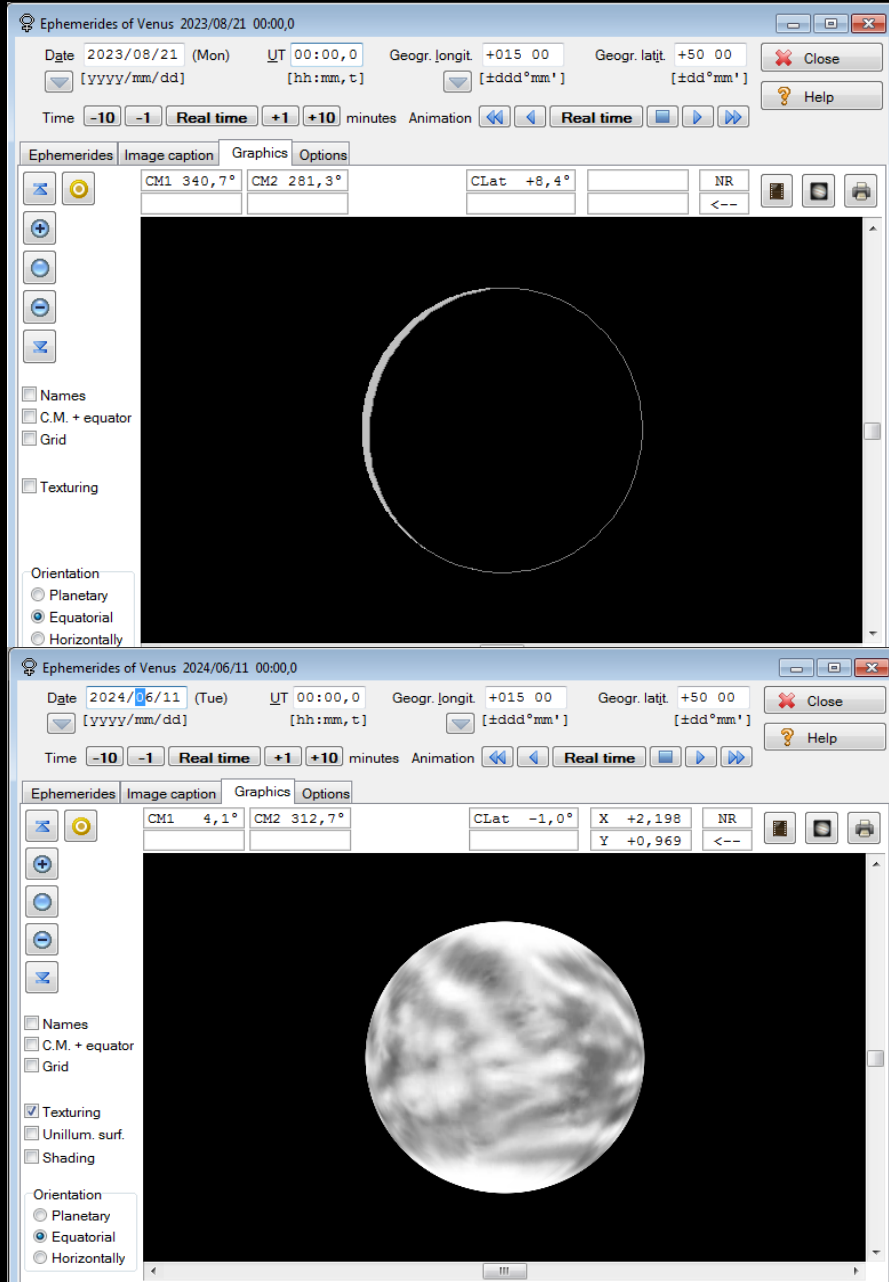 Ephemerides of Venus 2023/08/21 00:00,0
Date 2023/08/21 (Mon) UT 00:00,0 Geogr. longit. +015 00 Geogr. latit. +50 00 Close
[yyyy/mm/dd] [hh:mm,t] [±ddd°mm'] [±dd°mm']
Help
Time -10 -1 Real time +1 +10 minutes Animation Real time
Ephemerides Image caption Graphics Options
CM1 340,7° CM2 281,3° CLat +8,4° NR
<--
Names
C.M. + equator
Grid
Texturing
Orientation
Planetary
Equatorial
Horizontally
Ephemerides of Venus 2024/06/11 00:00,0
Date 2024/06/11 (Tue) UT 00:00,0 Geogr. longit. +015 00 Geogr. latit. +50 00 Close
[yyyy/mm/dd] [hh:mm,t] [±ddd°mm'] [±dd°mm']
Help
Time -10 -1 Real time +1 +10 minutes Animation Real time
Ephemerides Image caption Graphics Options
CM1 4,1° CM2 312,7° CLat -1,0° X +2,198 NR
Y +0,969 <--
Names
C.M. + equator
Grid
Texturing
Unillum. surf.
Shading
Orientation
Planetary
Equatorial
Horizontally